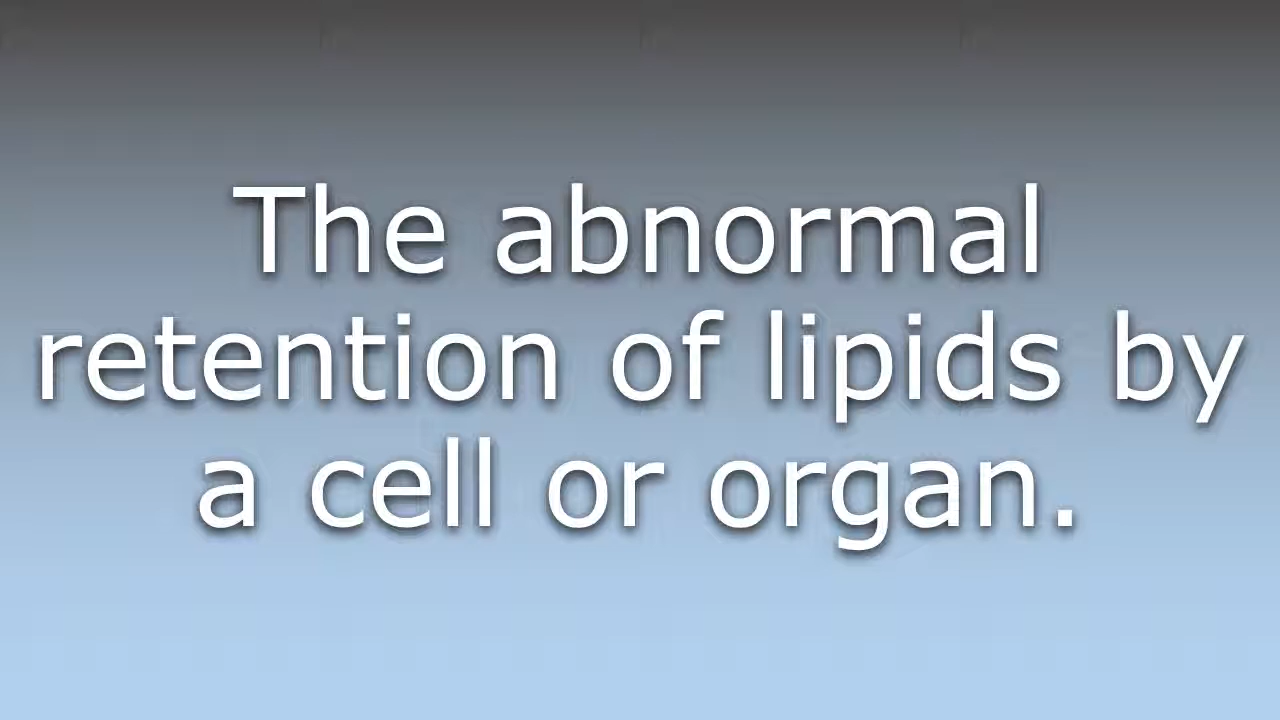 The abnormal
retention of lipids by
a cell or organ.